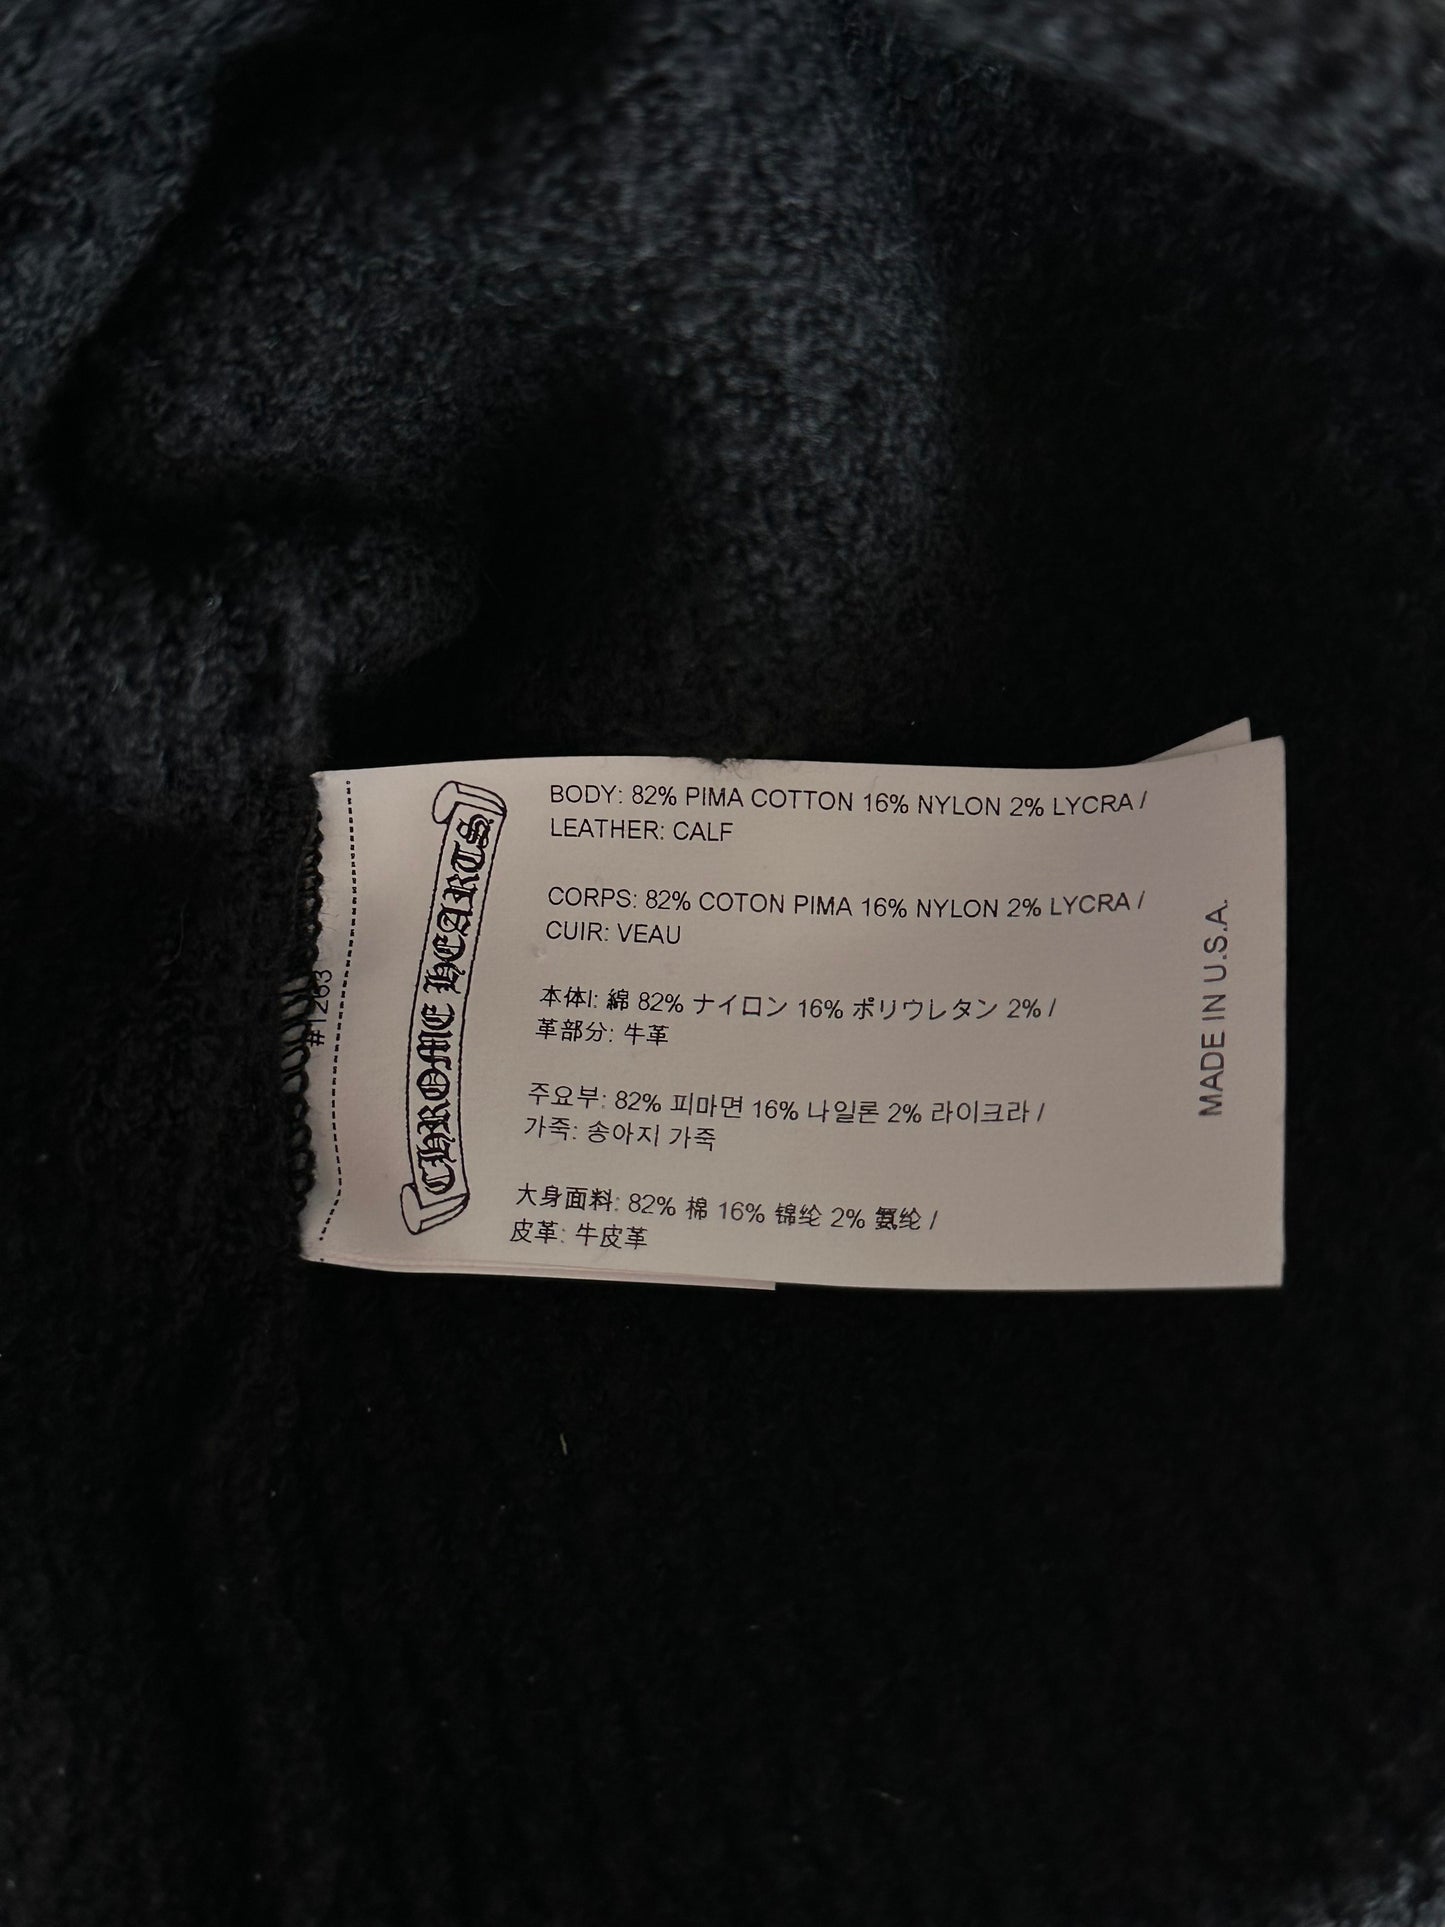 CHROME HEARTS
BODY: 82% PIMA COTTON 16% NYLON 2% LYCRA /
LEATHER: CALF
CORPS: 82% COTON PIMA 16% NYLON 2% LYCRA /
CUIR: VEAU
本体l: 綿 82% ナイロン 16% ポリウレタン 2% /
革部分: 牛革
주요부: 82% 피마면 16% 나일론 2% 라이크라 /
가죽: 송아지 가죽
大身面料: 82% 棉 16% 锦纶 2% 氨纶 /
皮革: 牛皮革
MADE IN U.S.A.
#1263